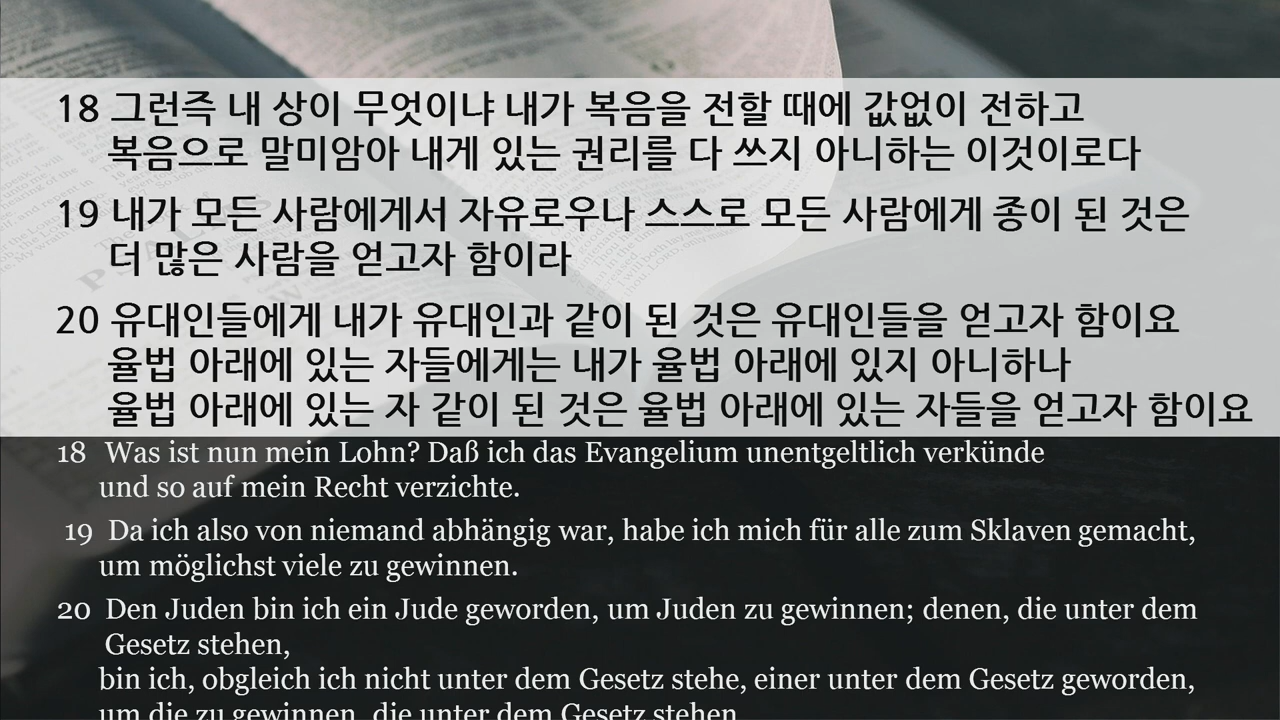 18 그런즉 내 상이 무엇이냐 내가 복음을 전할 때에 값없이 전하고
복음으로 말미암아 내게 있는 권리를 다 쓰지 아니하는 이것이로다
19 내가 모든 사람에게서 자유로우나 스스로 모든 사람에게 종이 된 것은
더 많은 사람을 얻고자 함이라
20 유대인들에게 내가 유대인과 같이 된 것은 유대인들을 얻고자 함이요
율법 아래에 있는 자들에게는 내가 율법 아래에 있지 아니하나
율법 아래에 있는 자 같이 된 것은 율법 아래에 있는 자들을 얻고자 함이요
18 Was ist nun mein Lohn? Daß ich das Evangelium unentgeltlich verkünde
und so auf mein Recht verzichte.
19 Da ich also von niemand abhängig war, habe ich mich für alle zum Sklaven gemacht,
um möglichst viele zu gewinnen.
20 Den Juden bin ich ein Jude geworden, um Juden zu gewinnen; denen, die unter dem
Gesetz stehen,
bin ich, obgleich ich nicht unter dem Gesetz stehe, einer unter dem Gesetz geworden,
um die zu gewinnen, die unter dem Gesetz stehen